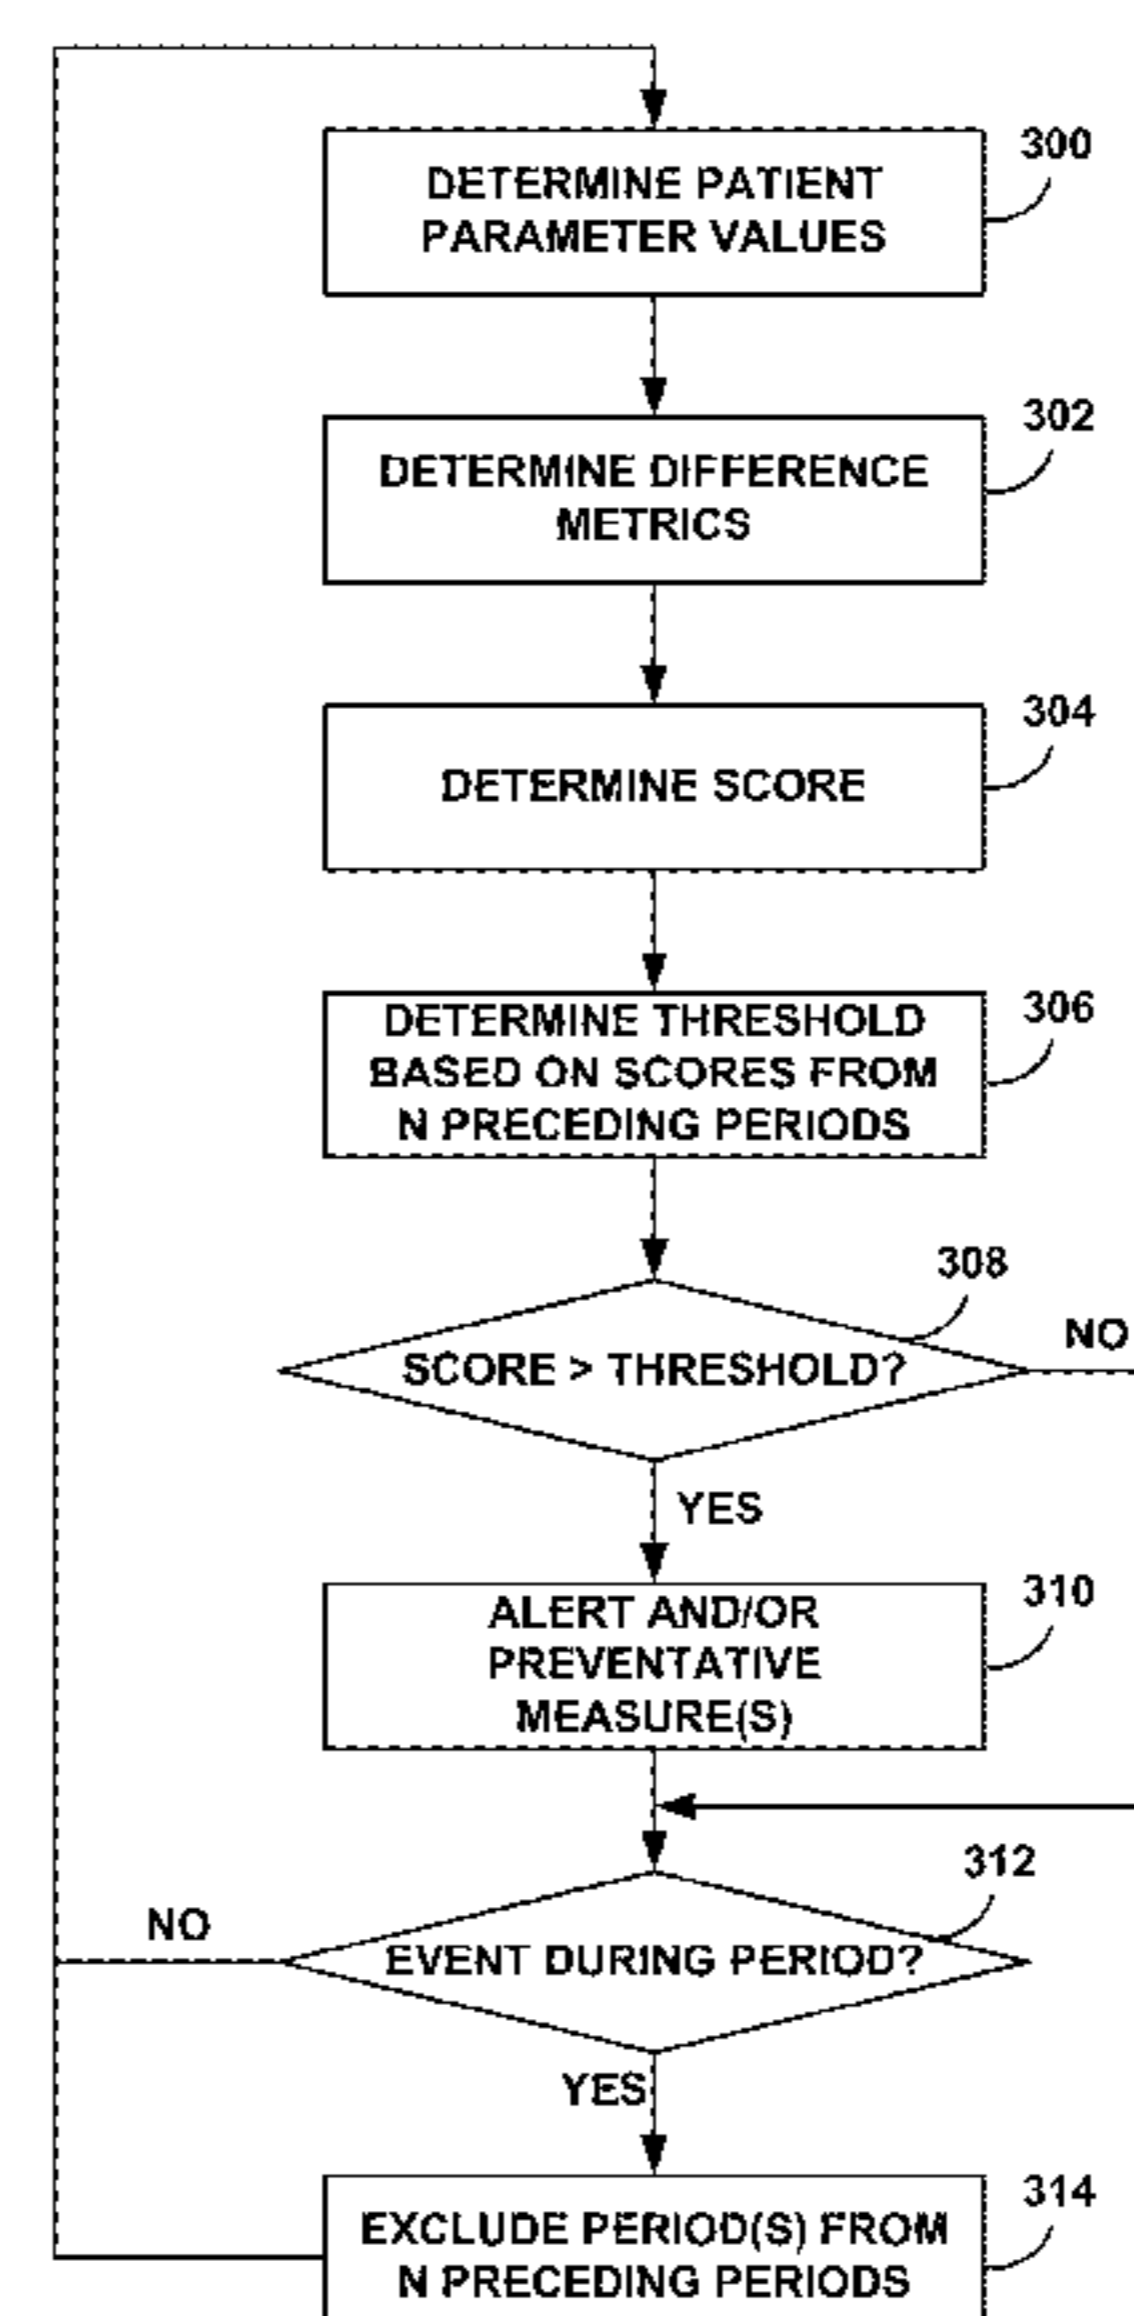 300
DETERMINE PATIENT
PARAMETER VALUES
302
DETERMINE DIFFERENCE
METRICS
304
DETERMINE SCORE
306
DETERMINE THRESHOLD
BASED ON SCORES FROM
N PRECEDING PERIODS
308
NO
SCORE > THRESHOLD?
YES
310
ALERT AND/OR
PREVENTATIVE
MEASURE(S)
312
NO
EVENT DURING PERIOD?
YES
314
EXCLUDE PERIOD(S) FROM
N PRECEDING PERIODS